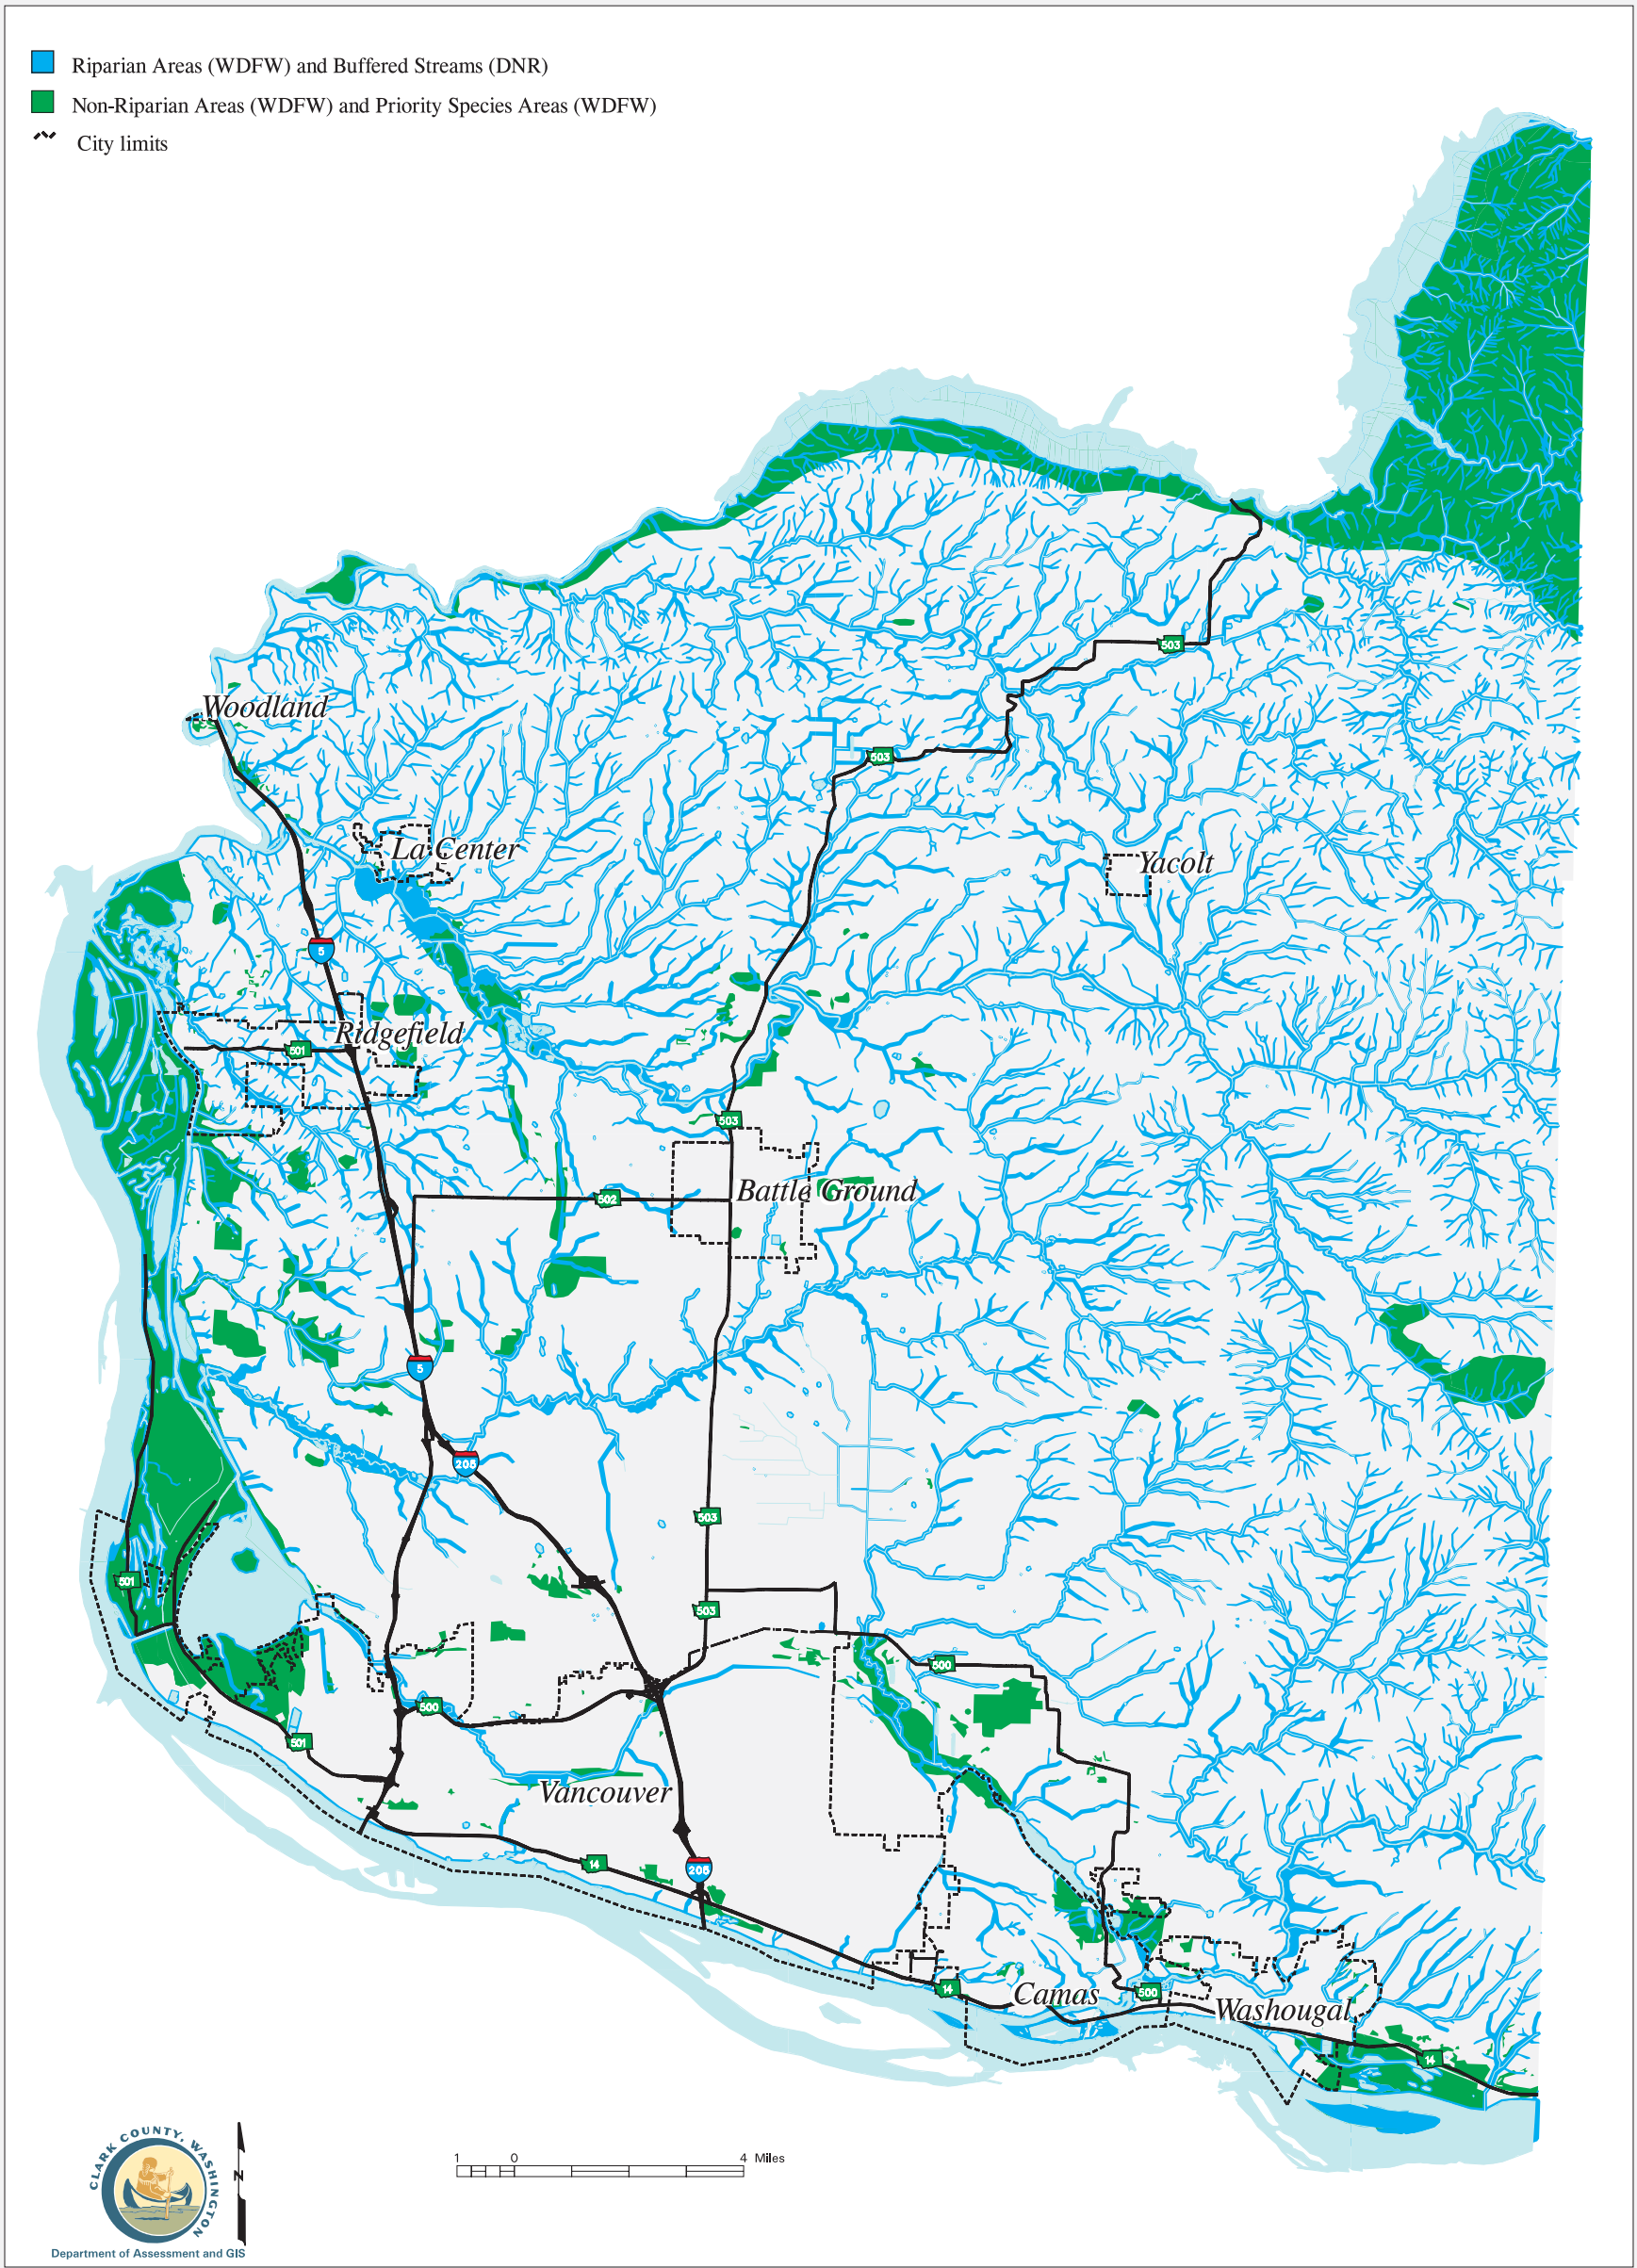 Riparian Areas (WDFW) and Buffered Streams (DNR)
Non-Riparian Areas (WDFW) and Priority Species Areas (WDFW)
City limits
503
Woodland
503
La Center
Yacolt
5
Ridgefield
501
503
Battle Ground
502
5
205
503
501
503
500
500
501
Vancouver
14
205
14
Camas
500
Washougal
14
CLARK COUNTY, WASHINGTON
N
1 0 4 Miles
Department of Assessment and GIS